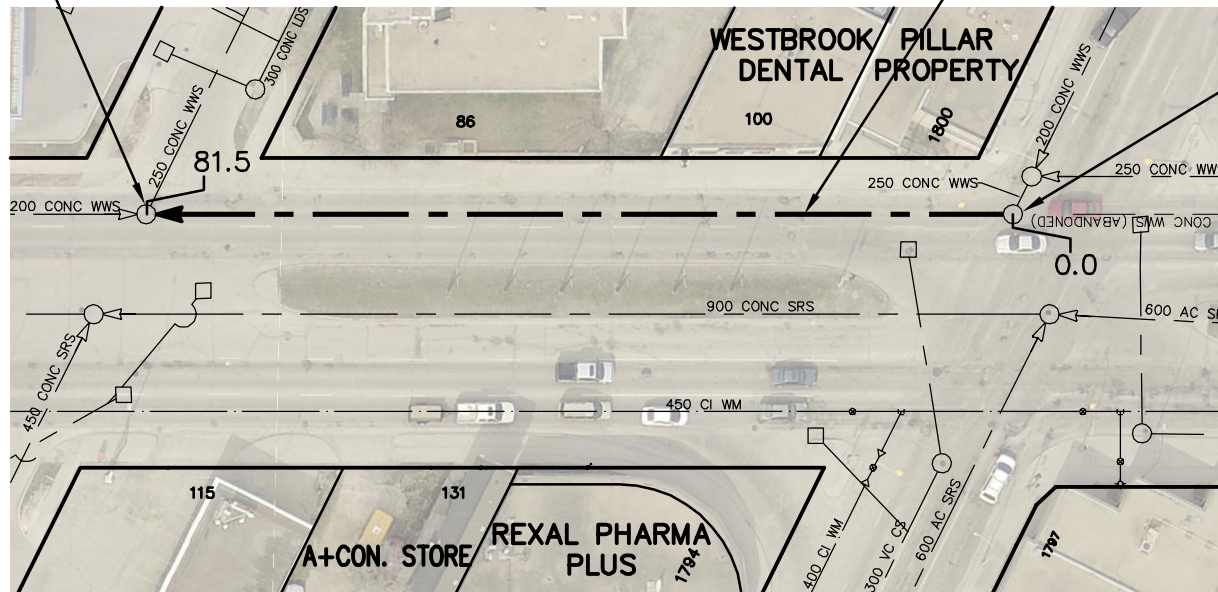 WESTBROOK
DENTAL
PILLAR
PROPERTY
300 CONC LDS
250 CONC WWS
200 CONC WWS
86
100
1800
81.5
200 CONC WWS
250 CONC WWS
250 CONC WW
CONC WWS (ABANDONED)
0.0
900 CONC SRS
600 AC S
450 CONC SRS
450 CI WM
115
131
A+CON. STORE
REXAL PHARMA
PLUS
1794
400 CI WM
300 VC CS
600 AC SRS
1797